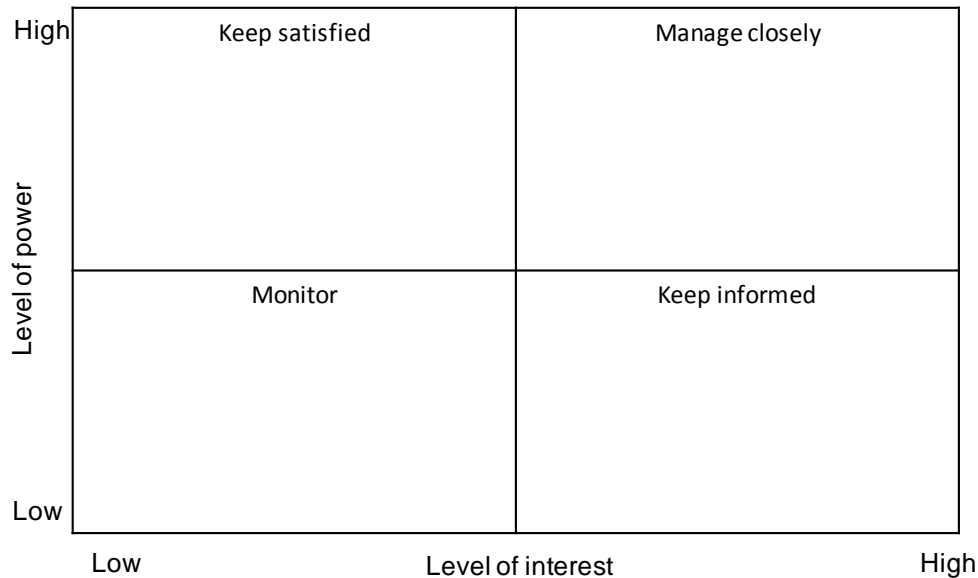 High
Keep satisfied
Manage closely
Level of power
Monitor
Keep informed
Low
Low
Level of interest
High